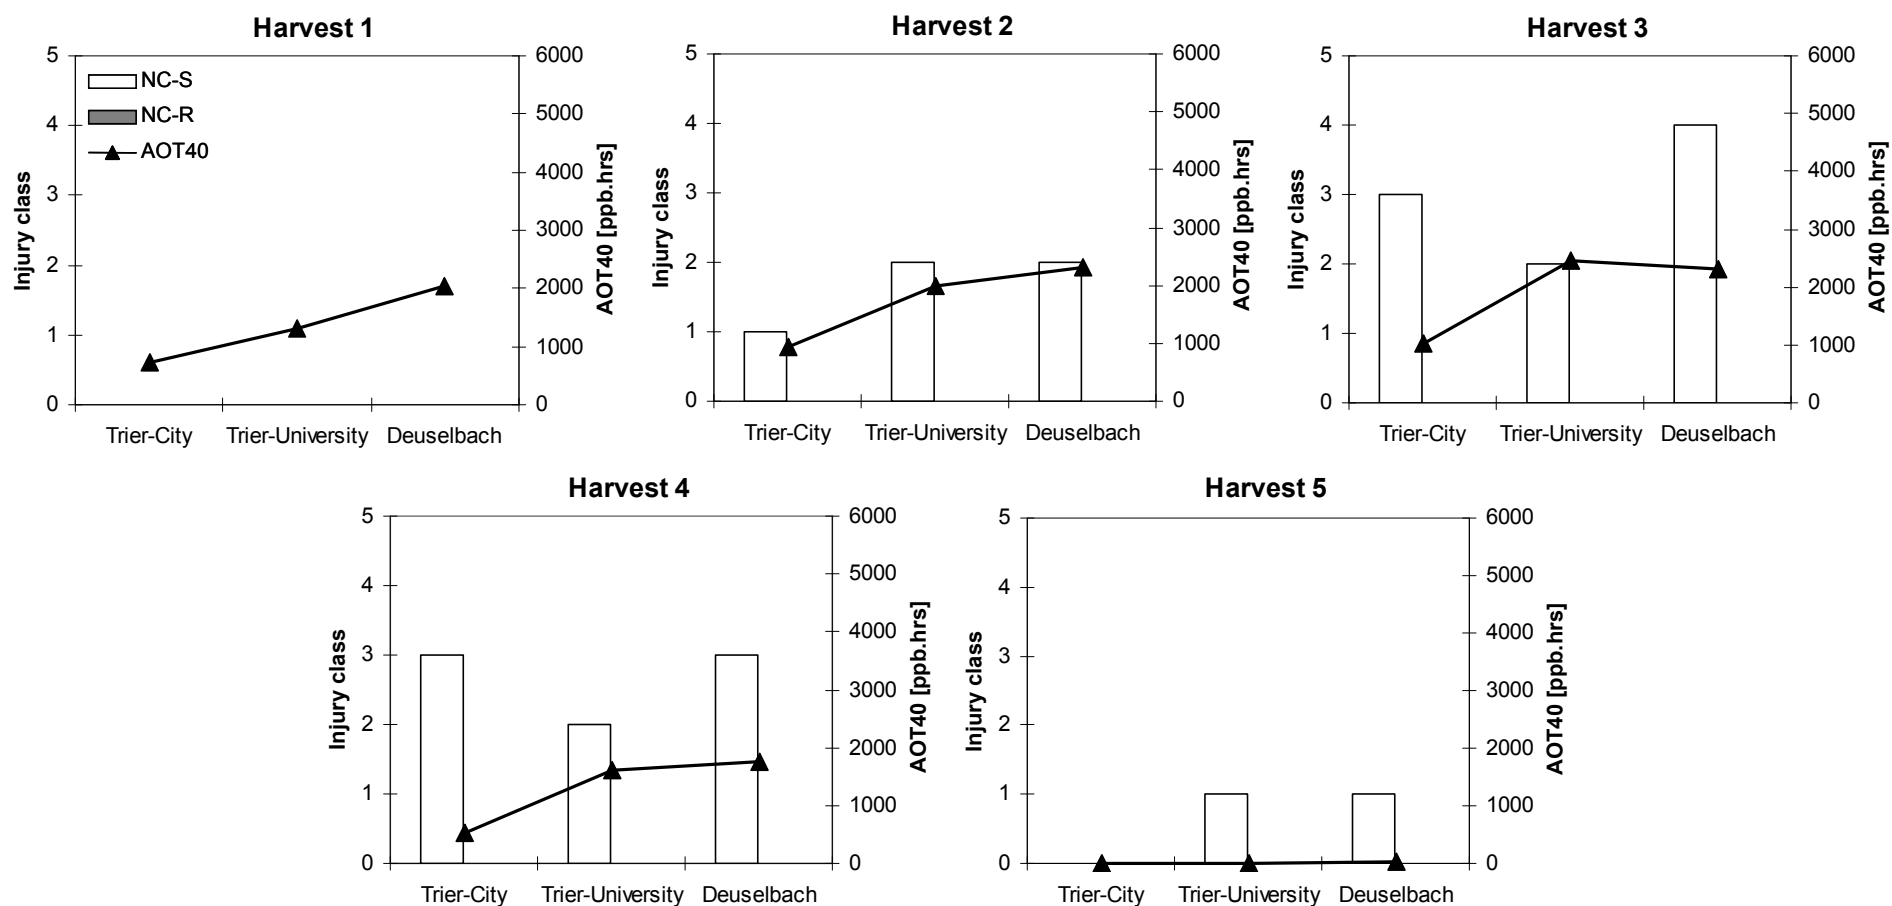 Harvest 1
5
4
3
2
1
0
Injury class
NC-S
NC-R
AOT40
6000
5000
4000
3000
2000
1000
0
AOT40 [ppb.hrs]
Trier-City Trier-University Deuselbach
Harvest 2
5
4
3
2
1
0
Injury class
6000
5000
4000
3000
2000
1000
0
AOT40 [ppb.hrs]
Trier-City Trier-University Deuselbach
Harvest 3
5
4
3
2
1
0
Injury class
6000
5000
4000
3000
2000
1000
0
AOT40 [ppb.hrs]
Trier-City Trier-University Deuselbach
Harvest 4
5
4
3
2
1
0
Injury class
6000
5000
4000
3000
2000
1000
0
AOT40 [ppb.hrs]
Trier-City Trier-University Deuselbach
Harvest 5
5
4
3
2
1
0
Injury class
6000
5000
4000
3000
2000
1000
0
AOT40 [ppb.hrs]
Trier-City Trier-University Deuselbach